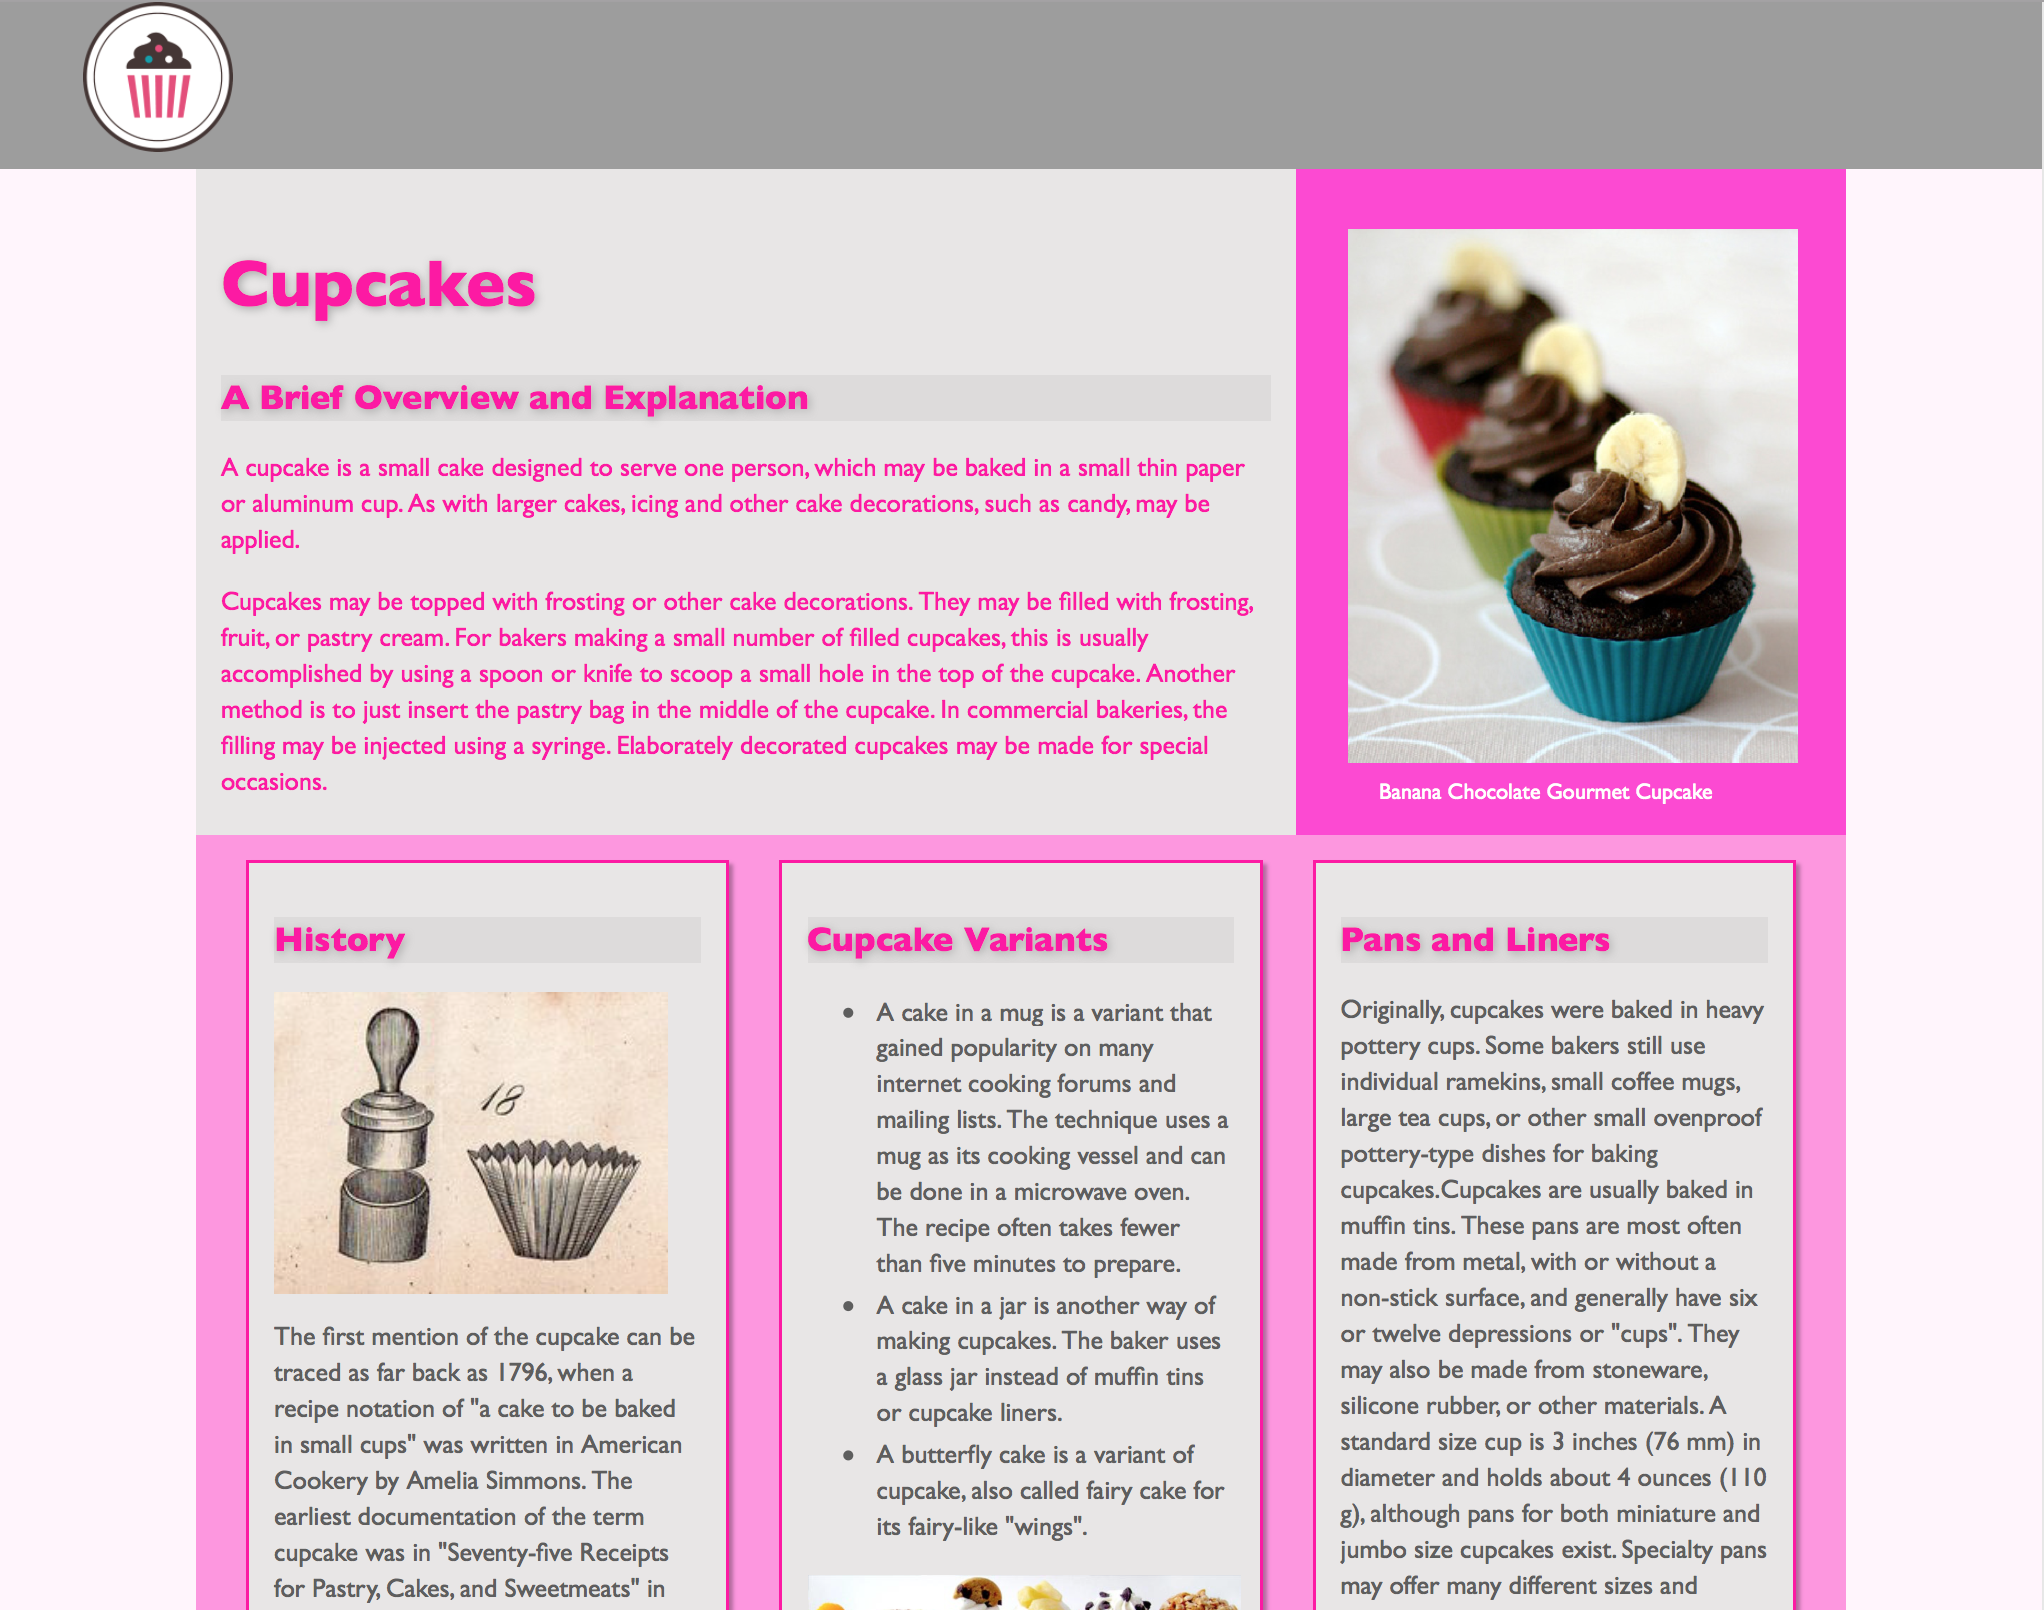 Cupcakes
A Brief Overview and Explanation
A cupcake is a small cake designed to serve one person, which may be baked in a small thin paper
or aluminum cup. As with larger cakes, icing and other cake decorations, such as candy, may be
applied.
Cupcakes may be topped with frosting or other cake decorations. They may be filled with frosting,
fruit, or pastry cream. For bakers making a small number of filled cupcakes, this is usually
accomplished by using a spoon or knife to scoop a small hole in the top of the cupcake. Another
method is to just insert the pastry bag in the middle of the cupcake. In commercial bakeries, the
filling may be injected using a syringe. Elaborately decorated cupcakes may be made for special
occasions.
Banana Chocolate Gourmet Cupcake
History
18
The first mention of the cupcake can be
traced as far back as 1796, when a
recipe notation of "a cake to be baked
in small cups" was written in American
Cookery by Amelia Simmons. The
earliest documentation of the term
cupcake was in "Seventy-five Receipts
for Pastry, Cakes, and Sweetmeats" in
Cupcake Variants
• A cake in a mug is a variant that
gained popularity on many
internet cooking forums and
mailing lists. The technique uses a
mug as its cooking vessel and can
be done in a microwave oven.
The recipe often takes fewer
than five minutes to prepare.
• A cake in a jar is another way of
making cupcakes. The baker uses
a glass jar instead of muffin tins
or cupcake liners.
• A butterfly cake is a variant of
cupcake, also called fairy cake for
its fairy-like "wings".
Pans and Liners
Originally, cupcakes were baked in heavy
pottery cups. Some bakers still use
individual ramekins, small coffee mugs,
large tea cups, or other small ovenproof
pottery-type dishes for baking
cupcakes.Cupcakes are usually baked in
muffin tins. These pans are most often
made from metal, with or without a
non-stick surface, and generally have six
or twelve depressions or "cups". They
may also be made from stoneware,
silicone rubber, or other materials. A
standard size cup is 3 inches (76 mm) in
diameter and holds about 4 ounces (110
g), although pans for both miniature and
jumbo size cupcakes exist. Specialty pans
may offer many different sizes and